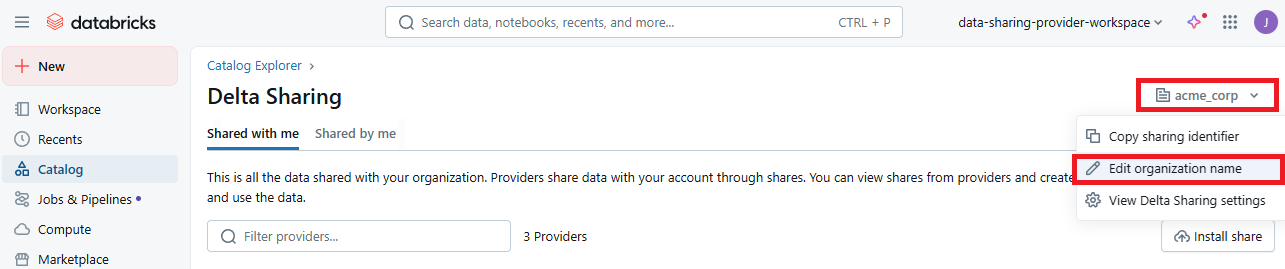 databricks
Search data, notebooks, recents, and more...
CTRL + P
data-sharing-provider-workspace
J
New
Workspace
Recents
Catalog
Jobs & Pipelines
Compute
Marketplace
Catalog Explorer
Delta Sharing
acme_corp
Copy sharing identifier
Edit organization name
View Delta Sharing settings
Shared with me
Shared by me
This is all the data shared with your organization. Providers share data with your account through shares. You can view shares from providers and create
and use the data.
Filter providers...
3 Providers
Install share